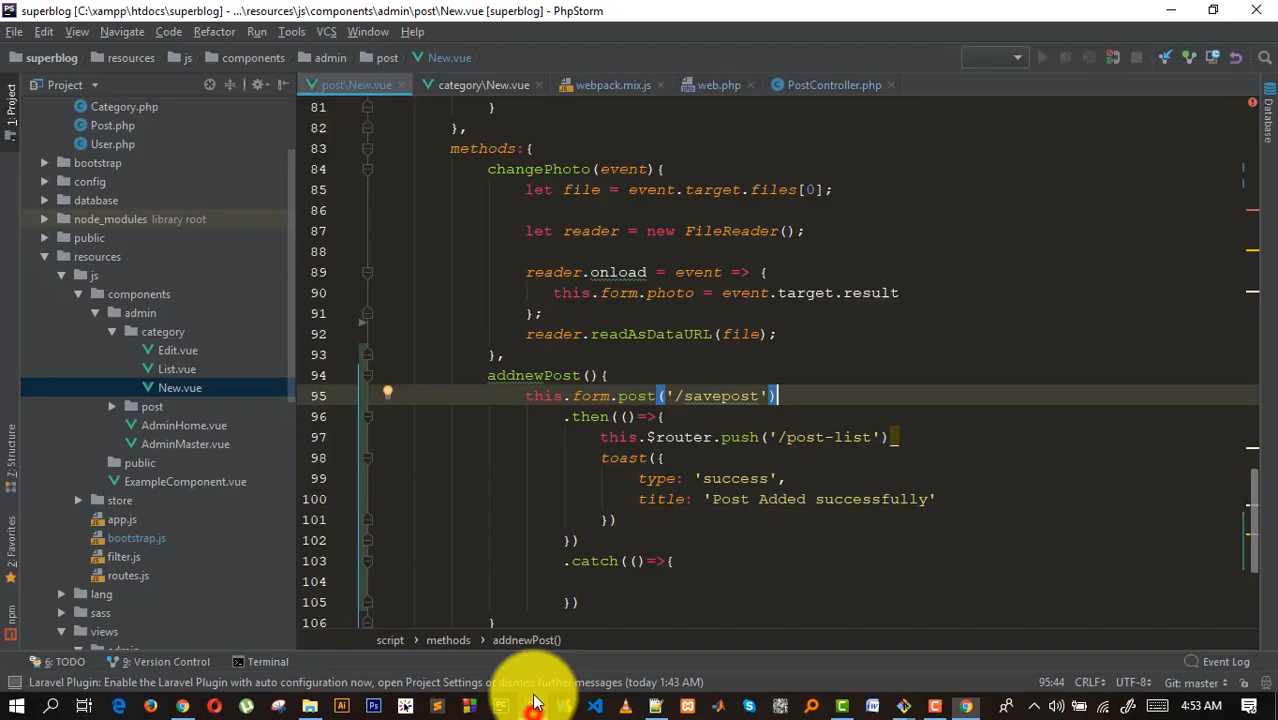 superblog [C:\xampp\htdocs\superblog] - ...\resources\js\components\admin\post\New.vue [superblog] - PhpStorm
File Edit View Navigate Code Refactor Run Tools VCS Window Help
superblog resources js components admin post New.vue
Project post\New.vue category\New.vue webpack.mix.js web.php PostController.php
Category.php
Post.php
User.php
bootstrap
config
database
node_modules library root
public
resources
js
components
admin
category
Edit.vue
List.vue
New.vue
post
AdminHome.vue
AdminMaster.vue
public
ExampleComponent.vue
store
app.js
bootstrap.js
filter.js
routes.js
lang
sass
views
1: Project
7: Structure
2: Favorites
npm
Database
81 }
82 },
83 methods:{
84 changePhoto(event){
85 let file = event.target.files[0];
86
87 let reader = new FileReader();
88
89 reader.onload = event => {
90 this.form.photo = event.target.result
91 };
92 reader.readAsDataURL(file);
93 },
94 addnewPost(){
95 this.form.post('/savepost')
96 .then(()=>{
97 this.$router.push('/post-list')
98 toast({
99 type: 'success',
100 title: 'Post Added successfully'
101 })
102 })
103 .catch(()=>{
104
105 })
106 }
script methods addnewPost()
6: TODO 9: Version Control Terminal Event Log
Laravel Plugin: Enable the Laravel Plugin with auto configuration now, open Project Settings or dismiss further messages (today 1:43 AM) 95:44 CRLF: UTF-8: Git: master
4:53 AM